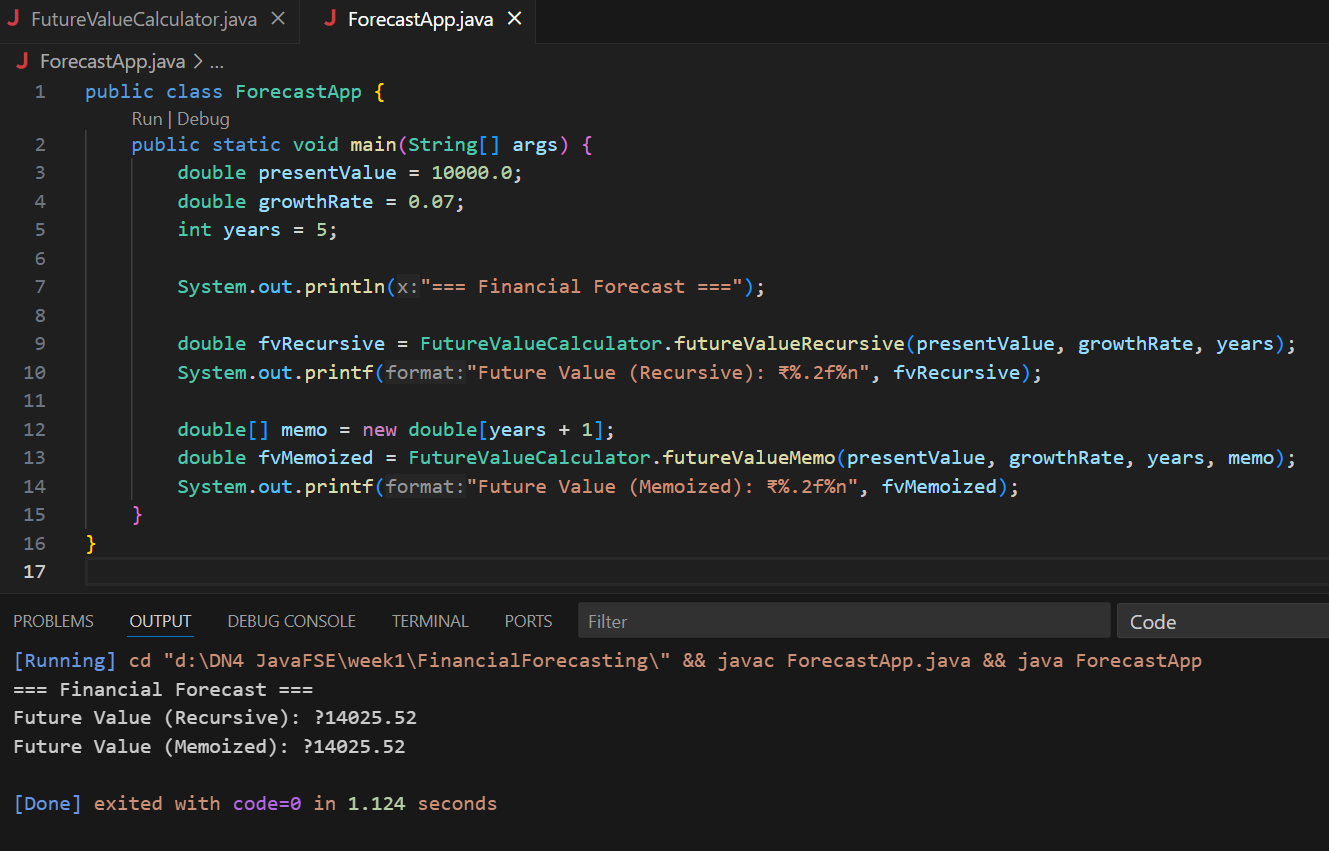 J FutureValueCalculator.java × J ForecastApp.java ×
J ForecastApp.java > ...
1 public class ForecastApp {
Run | Debug
2 public static void main(String[] args) {
3 double presentValue = 10000.0;
4 double growthRate = 0.07;
5 int years = 5;
6
7 System.out.println(x:"=== Financial Forecast ===");
8
9 double fvRecursive = FutureValueCalculator.futureValueRecursive(presentValue, growthRate, years);
10 System.out.printf(format:"Future Value (Recursive): ₹%.2f%n", fvRecursive);
11
12 double[] memo = new double[years + 1];
13 double fvMemoized = FutureValueCalculator.futureValueMemo(presentValue, growthRate, years, memo);
14 System.out.printf(format:"Future Value (Memoized): ₹%.2f%n", fvMemoized);
15 }
16 }
17
PROBLEMS OUTPUT DEBUG CONSOLE TERMINAL PORTS Filter Code
[Running] cd "d:\DN4 JavaFSE\week1\FinancialForecasting\" && javac ForecastApp.java && java ForecastApp
=== Financial Forecast ===
Future Value (Recursive): ?14025.52
Future Value (Memoized): ?14025.52
[Done] exited with code=0 in 1.124 seconds